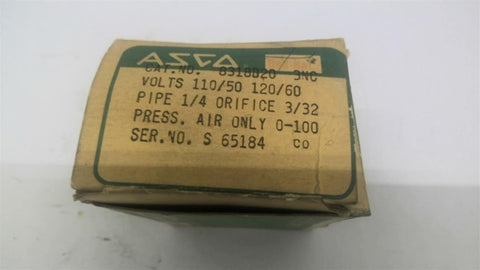 ASCO
CAT.NO. 8318B20 3NC
VOLTS 110/50 120/60
PIPE 1/4 ORIFICE 3/32
PRESS. AIR ONLY 0-100
SER.NO. S 65184 CO